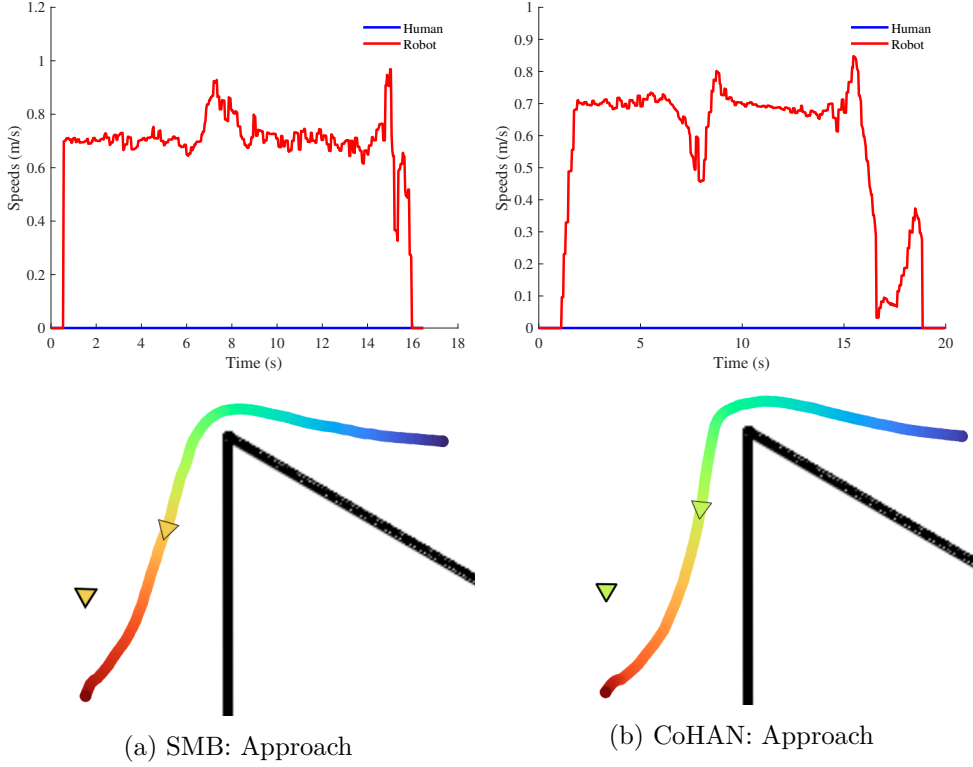 1.2
1
0.8
0.6
0.4
0.2
0
Speeds (m/s)
Human
Robot
0 2 4 6 8 10 12 14 16 18
Time (s)
1
0.9
0.8
0.7
0.6
0.5
0.4
0.3
0.2
0.1
0
Speeds (m/s)
Human
Robot
0 5 10 15 20
Time (s)
(a) SMB: Approach
(b) CoHAN: Approach